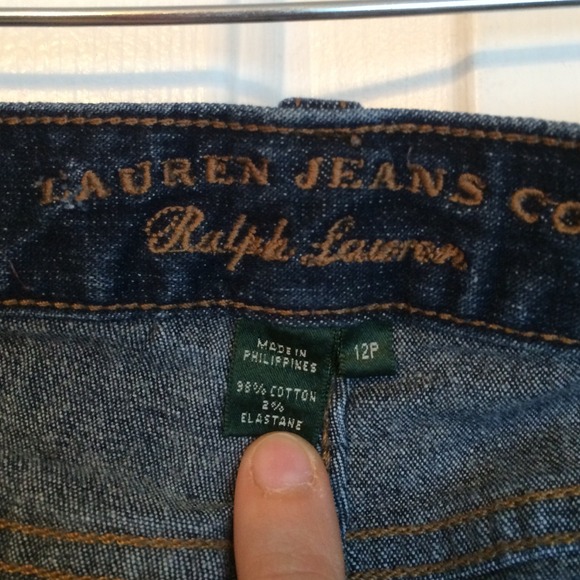 LAUREN JEANS CO
Ralph Lauren
MADE IN
PHILIPPINES
98% COTTON
2%
ELASTANE
12P